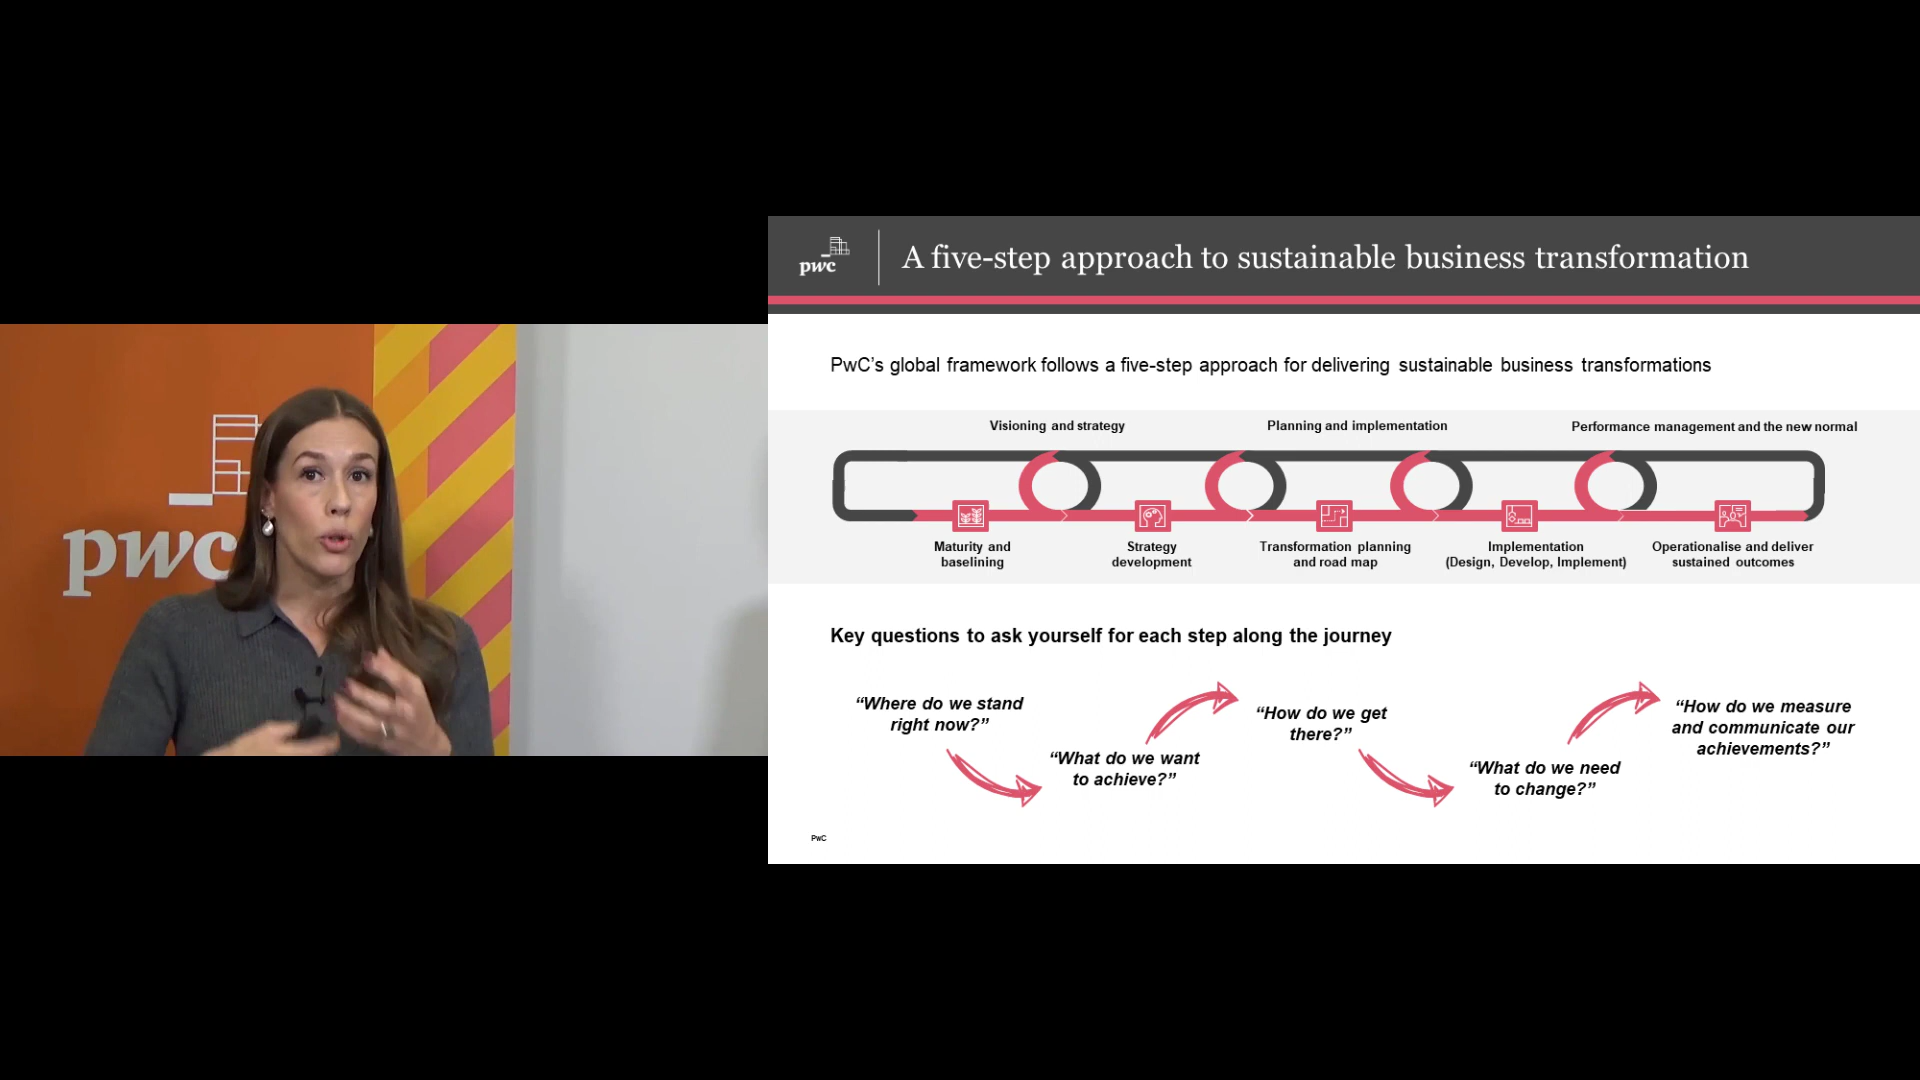 pwc
pwc
A five-step approach to sustainable business transformation
PwC’s global framework follows a five-step approach for delivering sustainable business transformations
Visioning and strategy
Planning and implementation
Performance management and the new normal
Maturity and
baselining
Strategy
development
Transformation planning
and road map
Implementation
(Design, Develop, Implement)
Operationalise and deliver
sustained outcomes
Key questions to ask yourself for each step along the journey
“Where do we stand
right now?”
“What do we want
to achieve?”
“How do we get
there?”
“What do we need
to change?”
“How do we measure
and communicate our
achievements?”
PwC